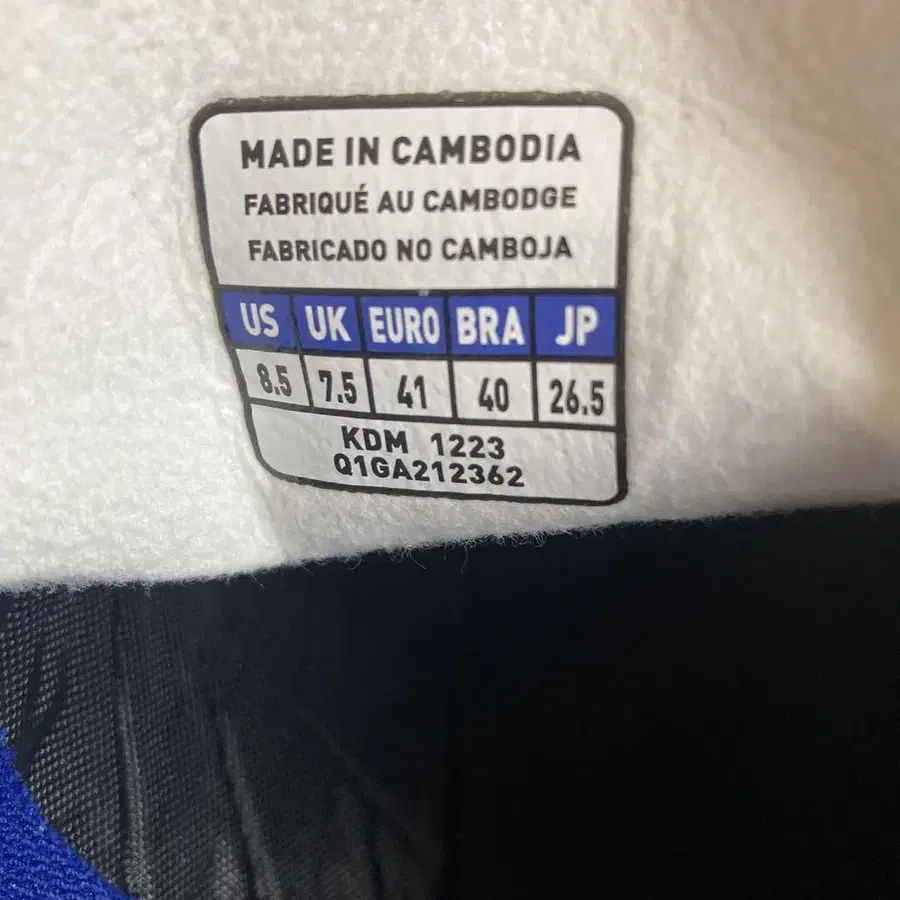 MADE IN CAMBODIA
FABRIQUÉ AU CAMBODGE
FABRICADO NO CAMBOJA
US UK EURO BRA JP
8.5 7.5 41 40 26.5
KDM 1223
Q1GA212362